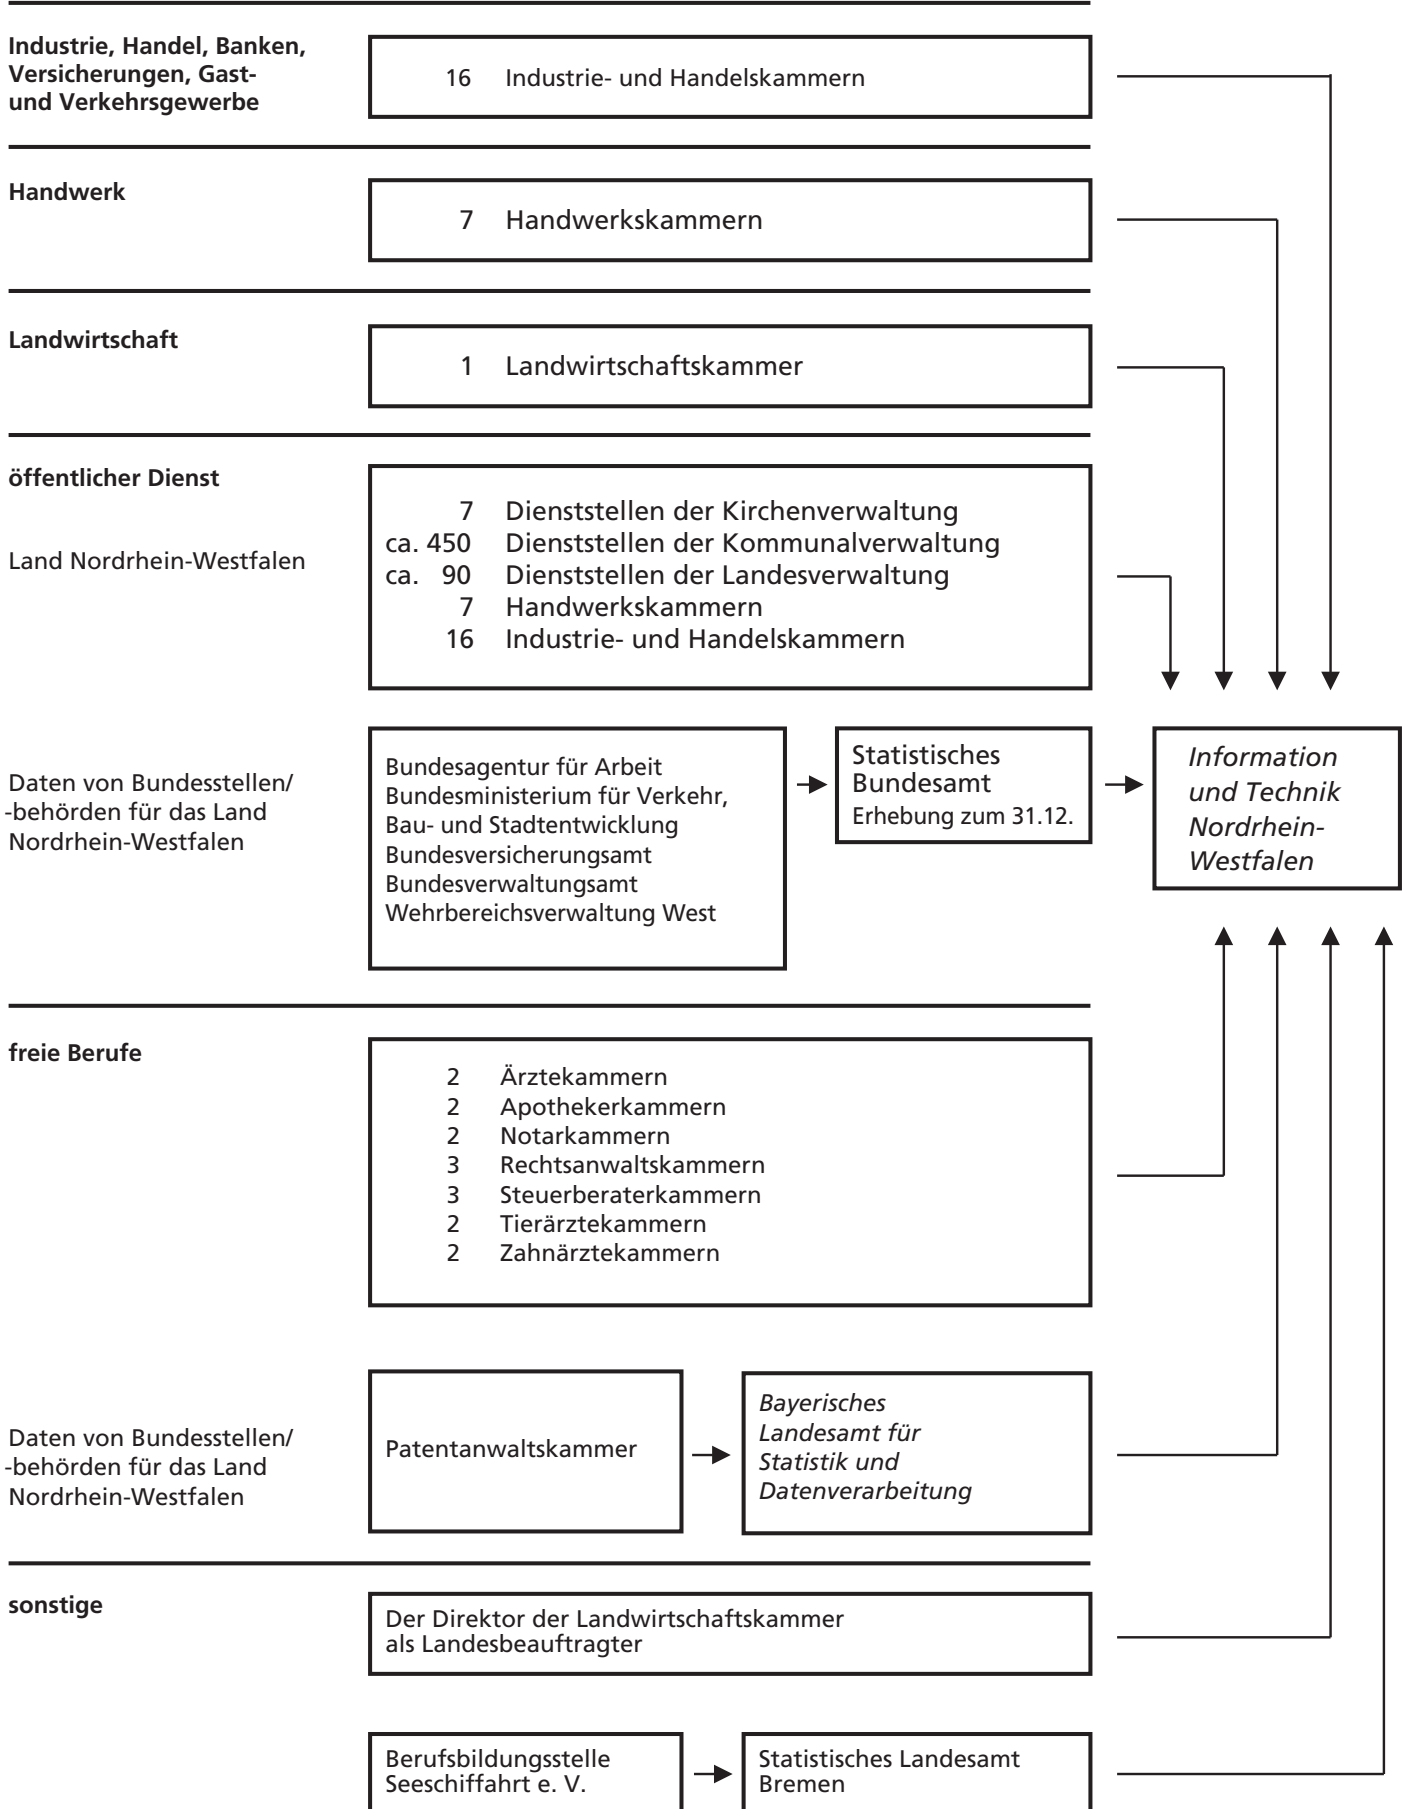 Industrie, Handel, Banken,
Versicherungen, Gast-
und Verkehrsgewerbe
16 Industrie- und Handelskammern
Handwerk
7 Handwerkskammern
Landwirtschaft
1 Landwirtschaftskammer
öffentlicher Dienst
Land Nordrhein-Westfalen
7 Dienststellen der Kirchenverwaltung
ca. 450 Dienststellen der Kommunalverwaltung
ca. 90 Dienststellen der Landesverwaltung
7 Handwerkskammern
16 Industrie- und Handelskammern
Daten von Bundesstellen/
-behörden für das Land
Nordrhein-Westfalen
Bundesagentur für Arbeit
Bundesministerium für Verkehr,
Bau- und Stadtentwicklung
Bundesversicherungsamt
Bundesverwaltungsamt
Wehrbereichsverwaltung West
Statistisches
Bundesamt
Erhebung zum 31.12.
Information
und Technik
Nordrhein-
Westfalen
freie Berufe
2 Ärztekammern
2 Apothekerkammern
2 Notarkammern
3 Rechtsanwaltskammern
3 Steuerberaterkammern
2 Tierärztekammern
2 Zahnärztekammern
Daten von Bundesstellen/
-behörden für das Land
Nordrhein-Westfalen
Patentanwaltskammer
Bayerisches
Landesamt für
Statistik und
Datenverarbeitung
sonstige
Der Direktor der Landwirtschaftskammer
als Landesbeauftragter
Berufsbildungsstelle
Seeschiffahrt e. V.
Statistisches Landesamt
Bremen